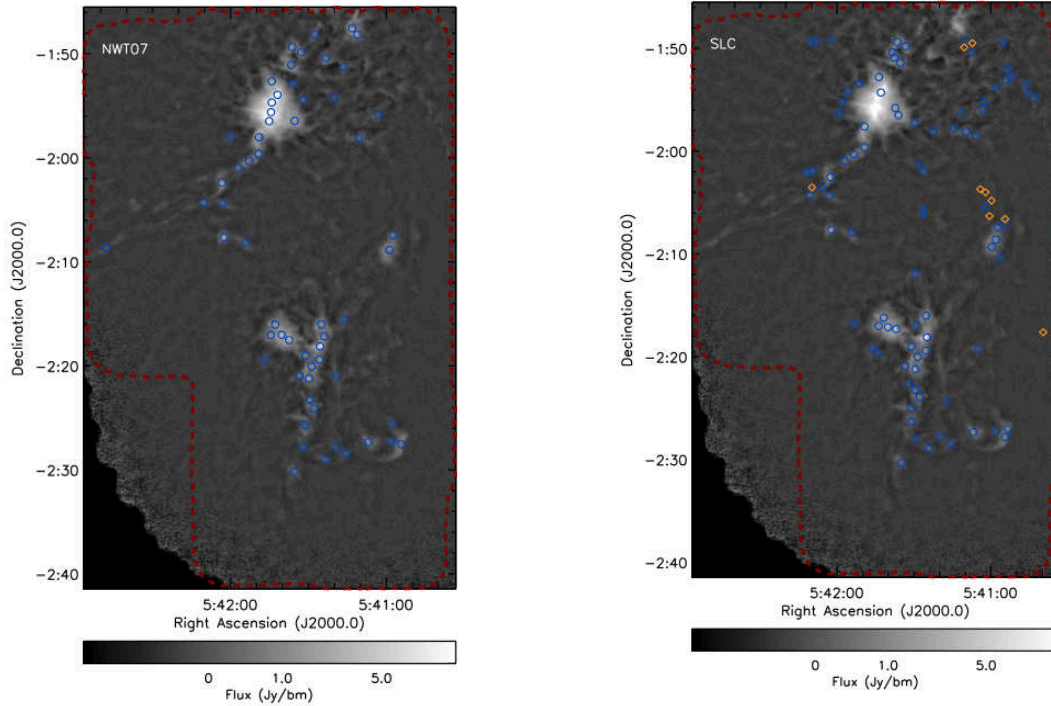 NWT07
-1:50
-2:00
-2:10
-2:20
-2:30
-2:40
Declination (J2000.0)
5:42:00
5:41:00
Right Ascension (J2000.0)
0
1.0
5.0
Flux (Jy/bm)
SLC
-1:50
-2:00
-2:10
-2:20
-2:30
-2:40
Declination (J2000.0)
5:42:00
5:41:00
Right Ascension (J2000.0)
0
1.0
5.0
Flux (Jy/bm)